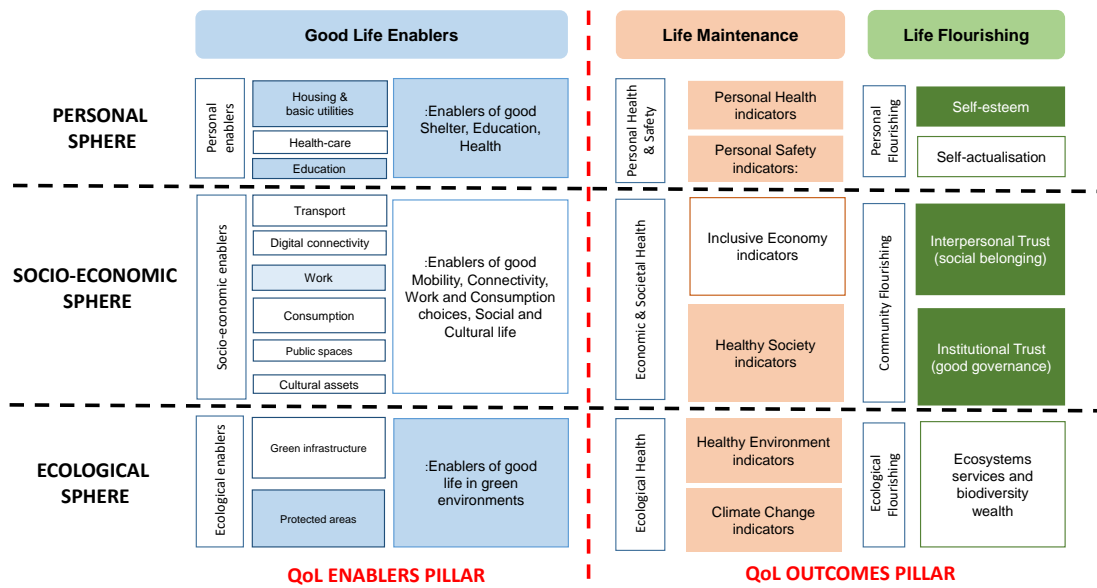 Good Life Enablers
Life Maintenance
Life Flourishing
PERSONAL
SPHERE
Personal
enablers
Housing &
basic utilities
Health-care
Education
:Enablers of good
Shelter, Education,
Health
Personal Health
& Safety
Personal Health
indicators
Personal Safety
indicators:
Personal
Flourishing
Self-esteem
Self-actualisation
SOCIO-ECONOMIC
SPHERE
Socio-economic enablers
Transport
Digital connectivity
Work
Consumption
Public spaces
Cultural assets
:Enablers of good
Mobility, Connectivity,
Work and Consumption
choices, Social and
Cultural life
Economic & Societal Health
Inclusive Economy
indicators
Healthy Society
indicators
Community Flourishing
Interpersonal Trust
(social belonging)
Institutional Trust
(good governance)
ECOLOGICAL
SPHERE
Ecological enablers
Green infrastructure
Protected areas
:Enablers of good
life in green
environments
Ecological Health
Healthy Environment
indicators
Climate Change
indicators
Ecological
Flourishing
Ecosystems
services and
biodiversity
wealth
QoL ENABLERS PILLAR
QoL OUTCOMES PILLAR